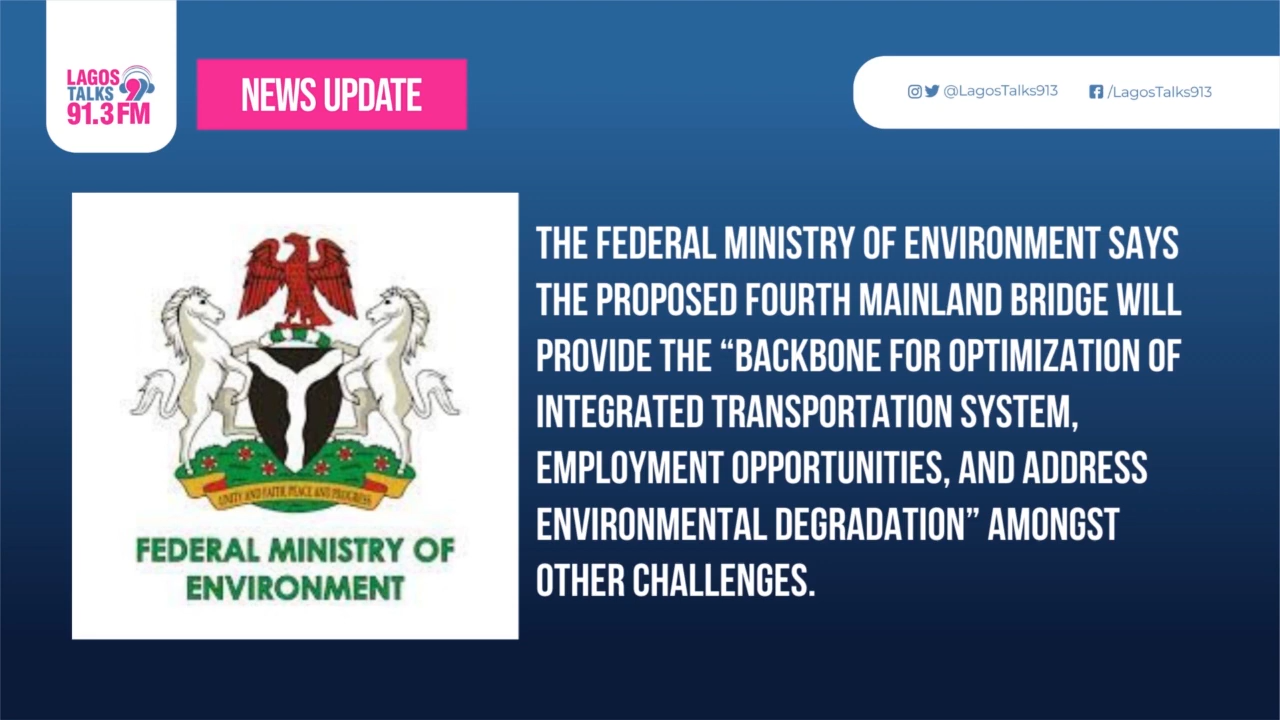 LAGOS
TALKS
91.3 FM
NEWS UPDATE
@LagosTalks913
/LagosTalks913
UNITY AND FAITH, PEACE AND PROGRESS
FEDERAL MINISTRY OF
ENVIRONMENT
THE FEDERAL MINISTRY OF ENVIRONMENT SAYS
THE PROPOSED FOURTH MAINLAND BRIDGE WILL
PROVIDE THE “BACKBONE FOR OPTIMIZATION OF
INTEGRATED TRANSPORTATION SYSTEM,
EMPLOYMENT OPPORTUNITIES, AND ADDRESS
ENVIRONMENTAL DEGRADATION” AMONGST
OTHER CHALLENGES.